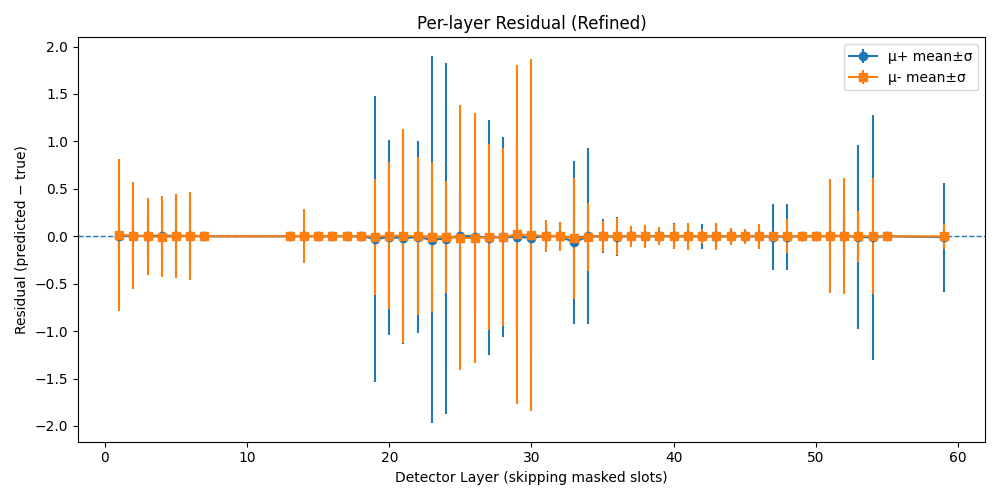 Per-layer Residual (Refined)
μ+ mean±σ
μ- mean±σ
Residual (predicted − true)
2.0
1.5
1.0
0.5
0.0
−0.5
−1.0
−1.5
−2.0
0 10 20 30 40 50 60
Detector Layer (skipping masked slots)